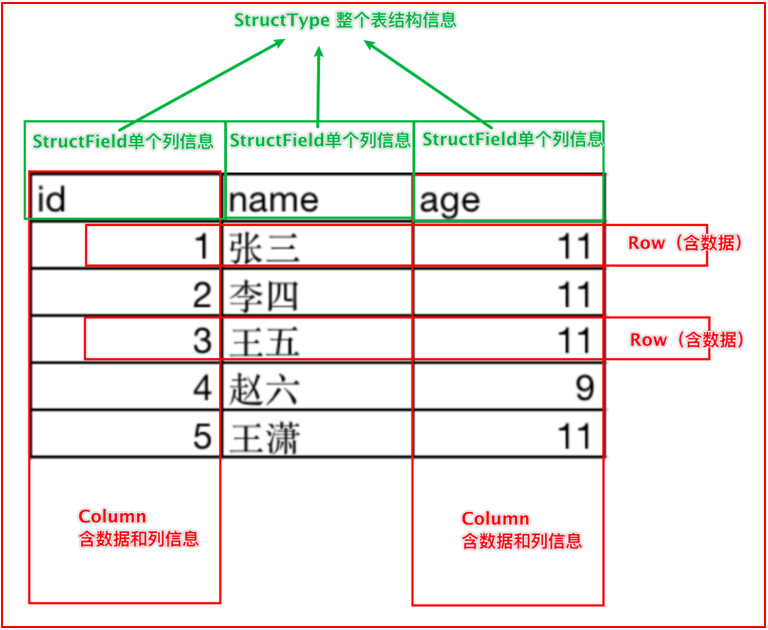 StructType 整个表结构信息
StructField单个列信息 StructField单个列信息 StructField单个列信息
id name age
1 张三 11 Row（含数据）
2 李四 11
3 王五 11 Row（含数据）
4 赵六 9
5 王潇 11
Column Column
含数据和列信息 含数据和列信息